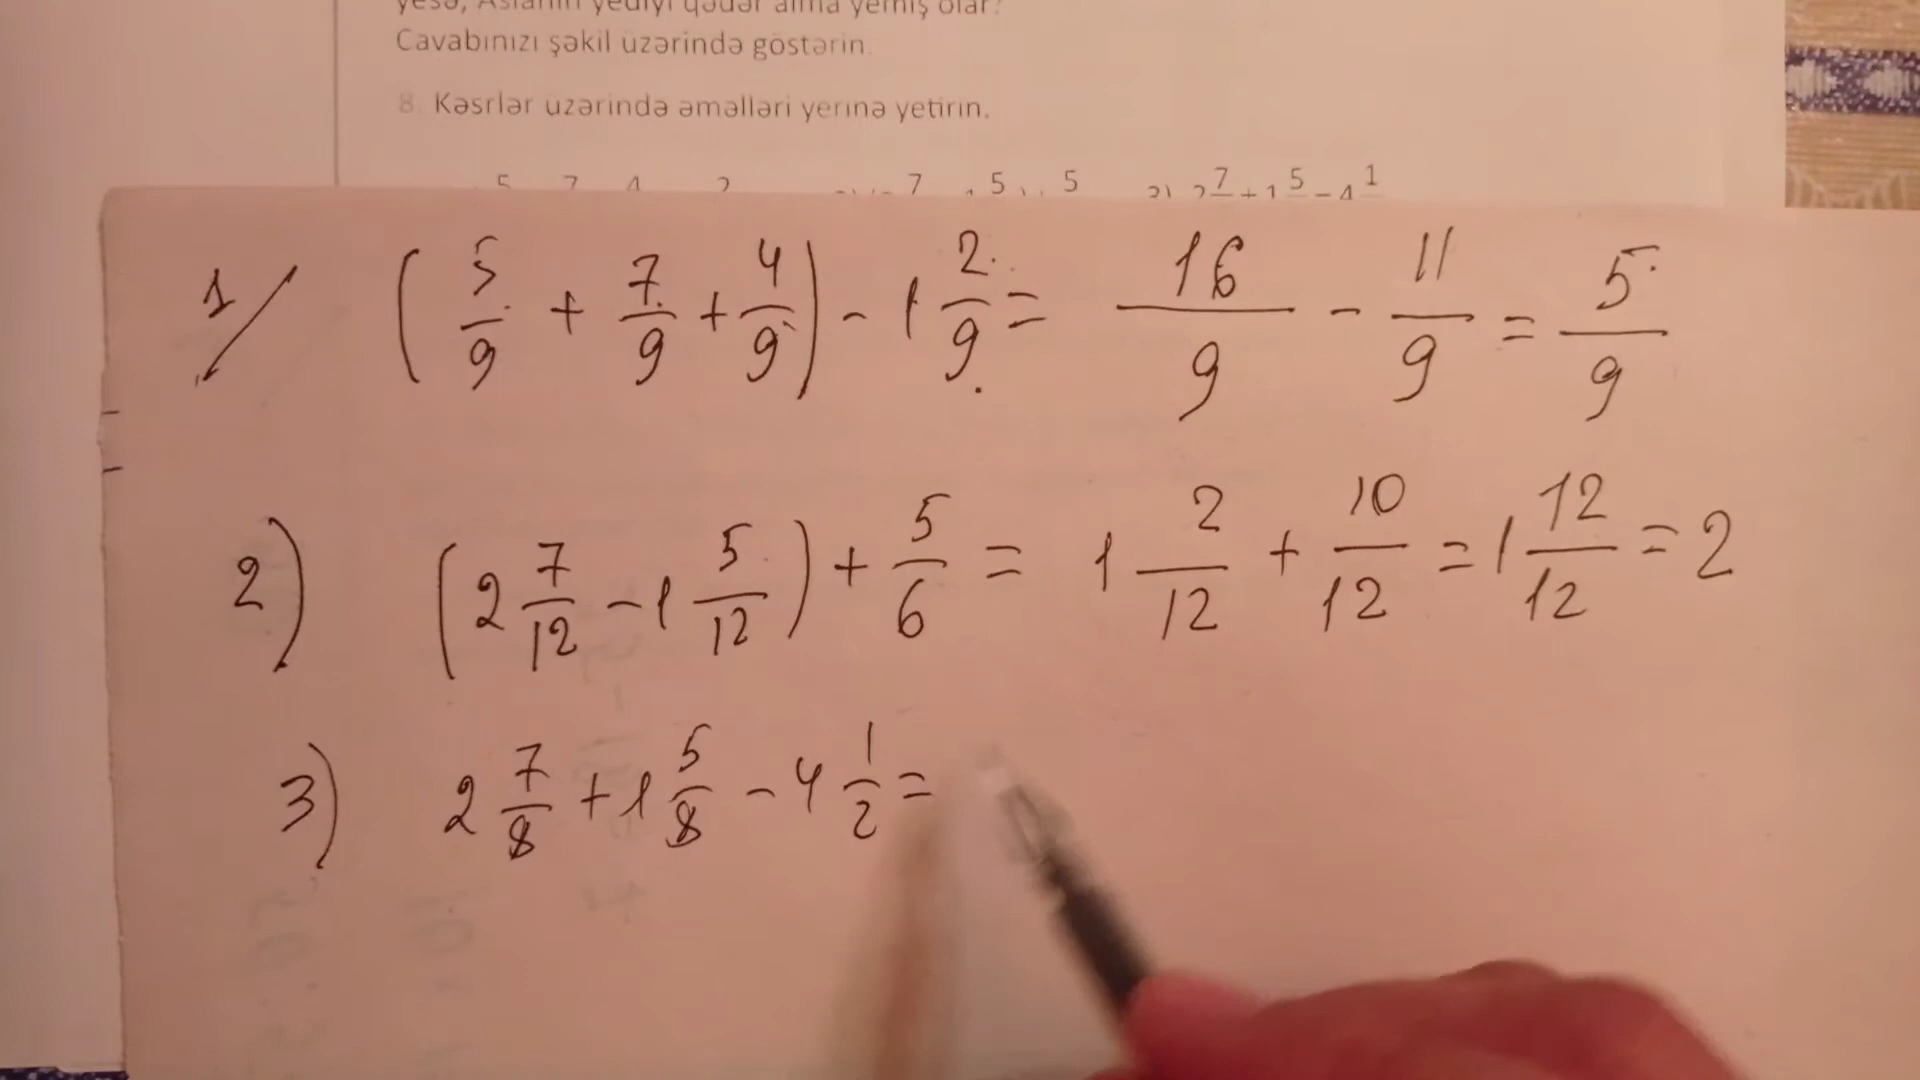 Cavabınızı şəkil üzərində göstərin.
8. Kəsrlər üzərində əməlləri yerinə yetirin.
1/ (5/9 + 7/9 + 4/9) - 1 2/9 = 16/9 - 11/9 = 5/9
2) (2 7/12 - 1 5/12) + 5/6 = 1 2/12 + 10/12 = 1 12/12 = 2
3) 2 7/8 + 1 5/8 - 4 1/2 =